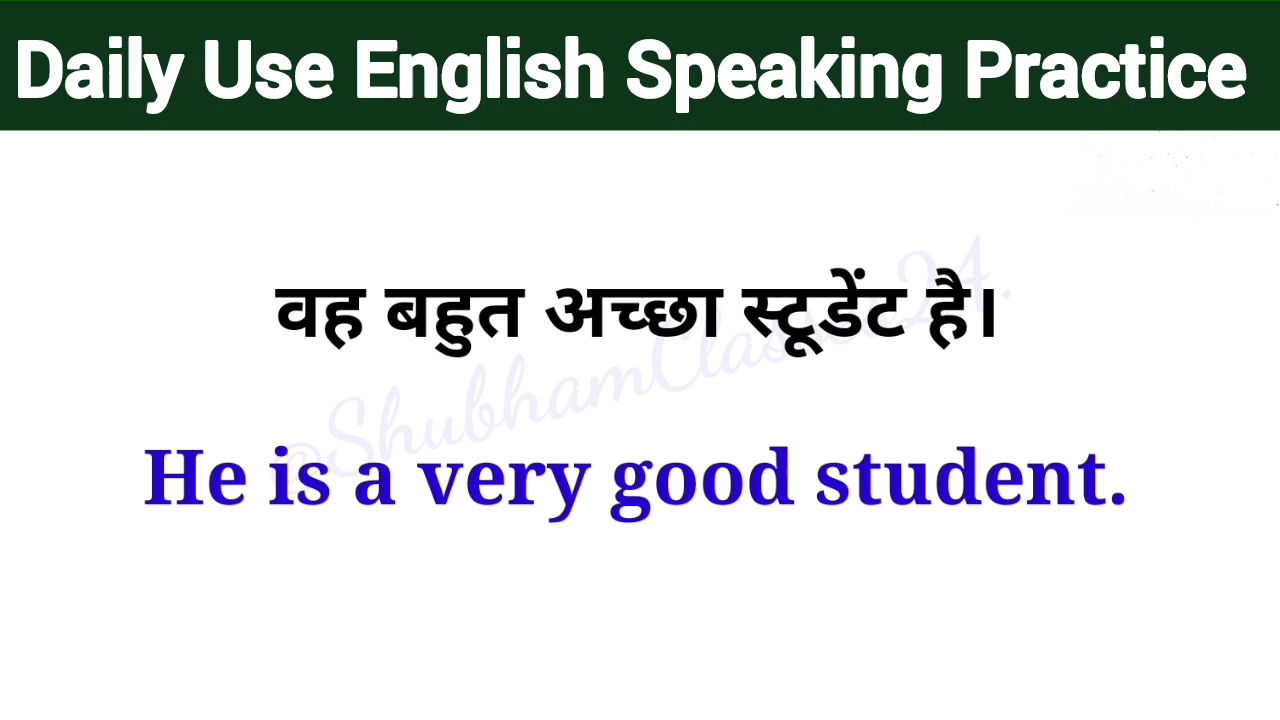 Daily Use English Speaking Practice
वह बहुत अच्छा स्टूडेंट है।
He is a very good student.